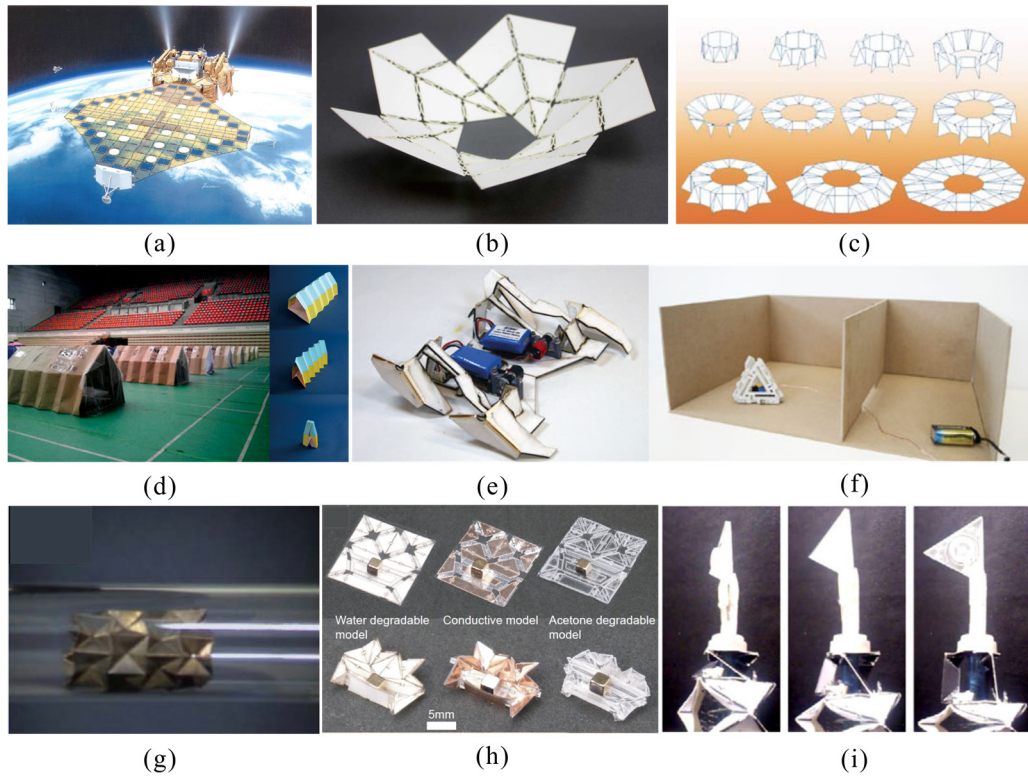 (a)
(b)
(c)
(d)
(e)
(f)
Water degradable
model
Conductive model
Acetone degradable
model
5mm
(g)
(h)
(i)